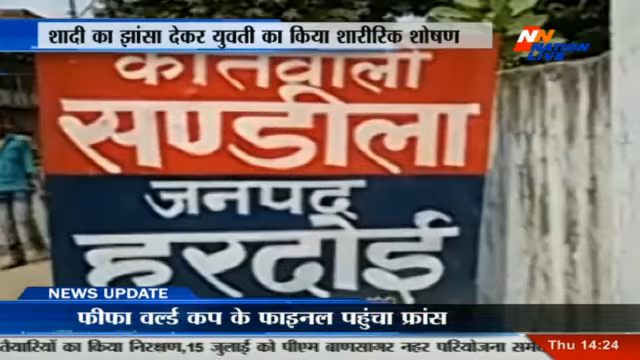 शादी का झांसा देकर युवती का किया शारीरिक शोषण
NN
NATION
LIVE
कोतवाली
सण्डीला
जनपद
हरदोई
NEWS UPDATE
फीफा वर्ल्ड कप के फाइनल पहुंचा फ्रांस
तैयारियों का किया निरक्षण,15 जुलाई को पीएम बाणसागर नहर परियोजना
Thu 14:24